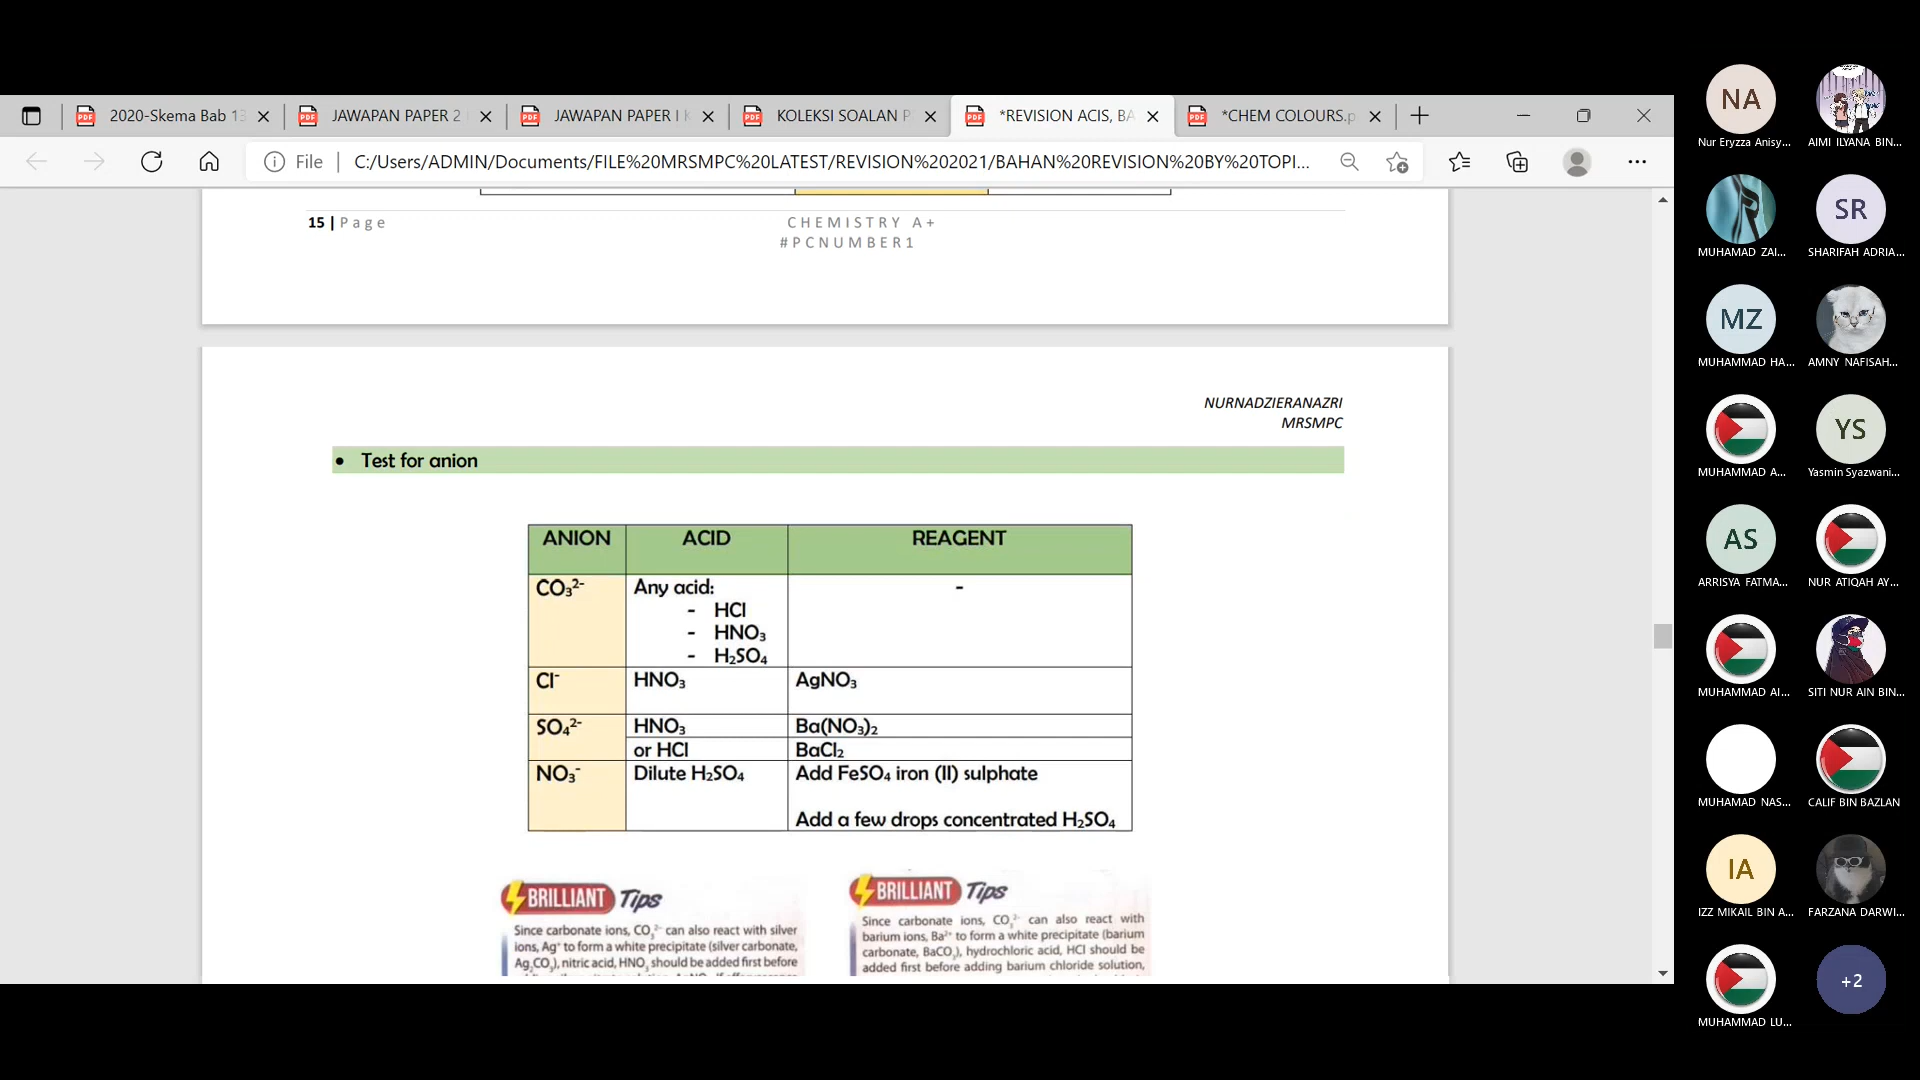 2020-Skema Bab 13
JAWAPAN PAPER 2
JAWAPAN PAPER I K
KOLEKSI SOALAN P
*REVISION ACIS, BA
*CHEM COLOURS.p
File
C:/Users/ADMIN/Documents/FILE%20MRSMPC%20LATEST/REVISION%202021/BAHAN%20REVISION%20BY%20TOPI...
15 | Page
CHEMISTRY A+
#PCNUMBER1
NURNADZIERANAZRI
MRSMPC
• Test for anion
ANION ACID REAGENT
CO₃²⁻ Any acid: -
- HCl
- HNO₃
- H₂SO₄
Cl⁻ HNO₃ AgNO₃
SO₄²⁻ HNO₃ Ba(NO₃)₂
or HCl BaCl₂
NO₃⁻ Dilute H₂SO₄ Add FeSO₄ iron (II) sulphate
Add a few drops concentrated H₂SO₄
BRILLIANT Tips
Since carbonate ions, CO₃²⁻ can also react with silver
ions, Ag⁺ to form a white precipitate (silver carbonate,
Ag₂CO₃), nitric acid, HNO₃ should be added first before
BRILLIANT Tips
Since carbonate ions, CO₃²⁻ can also react with
barium ions, Ba²⁺ to form a white precipitate (barium
carbonate, BaCO₃), hydrochloric acid, HCl should be
added first before adding barium chloride solution,
NA
Nur Eryzza Anisy...
AIMI ILYANA BIN...
MUHAMAD ZAI...
SR
SHARIFAH ADRIA...
MZ
MUHAMMAD HA...
AMNY NAFISAH...
MUHAMMAD A...
YS
Yasmin Syazwani...
AS
ARRISYA FATMA...
NUR ATIQAH AY...
MUHAMMAD AI...
SITI NUR AIN BIN...
MUHAMAD NAS...
CALIF BIN BAZLAN
IA
IZZ MIKAIL BIN A...
FARZANA DARWI...
MUHAMMAD LU...
+2